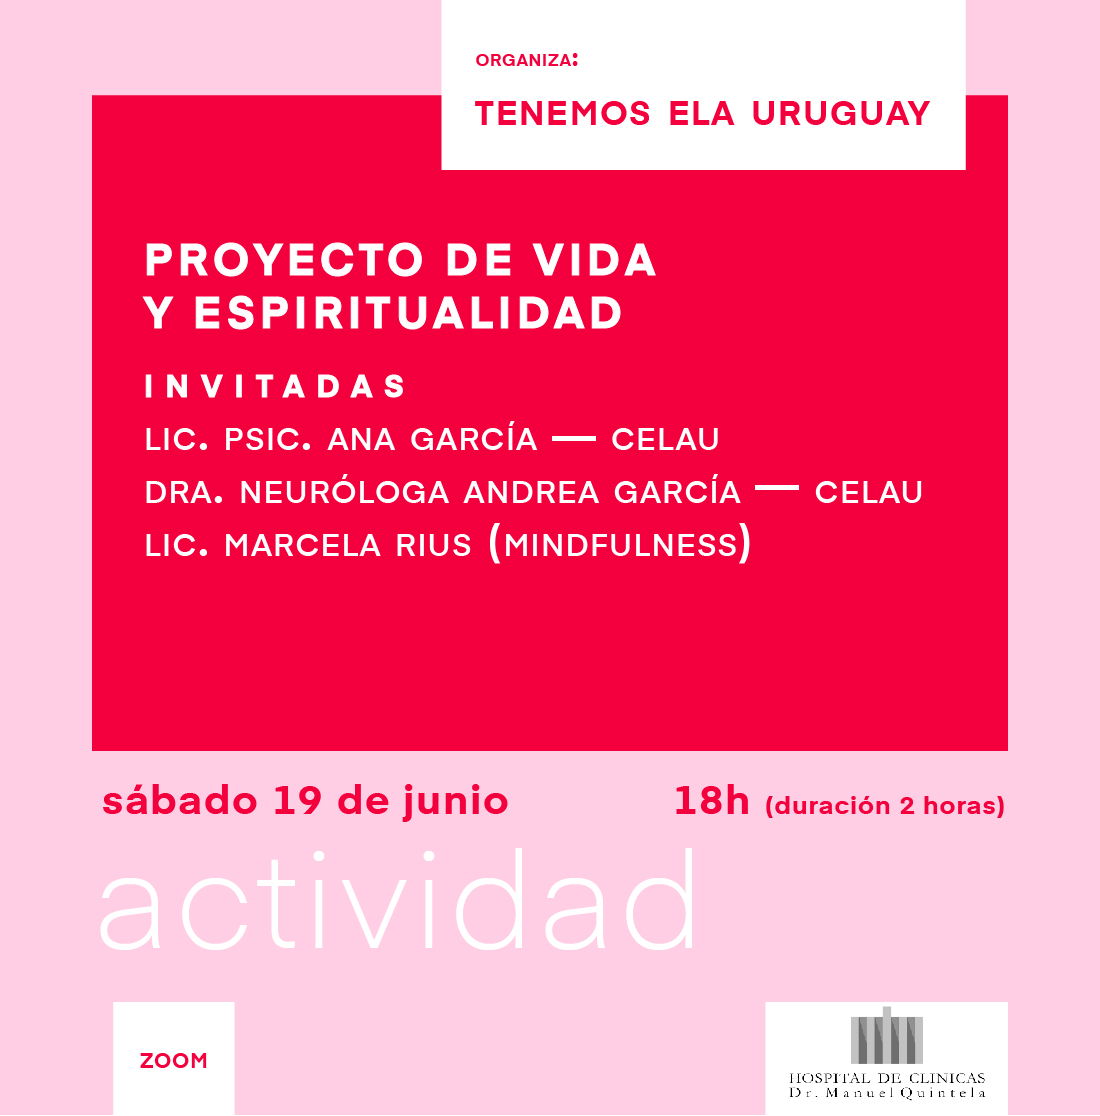 ORGANIZA:
TENEMOS ELA URUGUAY
PROYECTO DE VIDA
Y ESPIRITUALIDAD
INVITADAS
LIC. PSIC. ANA GARCÍA — CELAU
DRA. NEURÓLOGA ANDREA GARCÍA — CELAU
LIC. MARCELA RIUS (MINDFULNESS)
sábado 19 de junio 18h (duración 2 horas)
actividad
ZOOM
HOSPITAL DE CLINICAS
Dr. Manuel Quintela